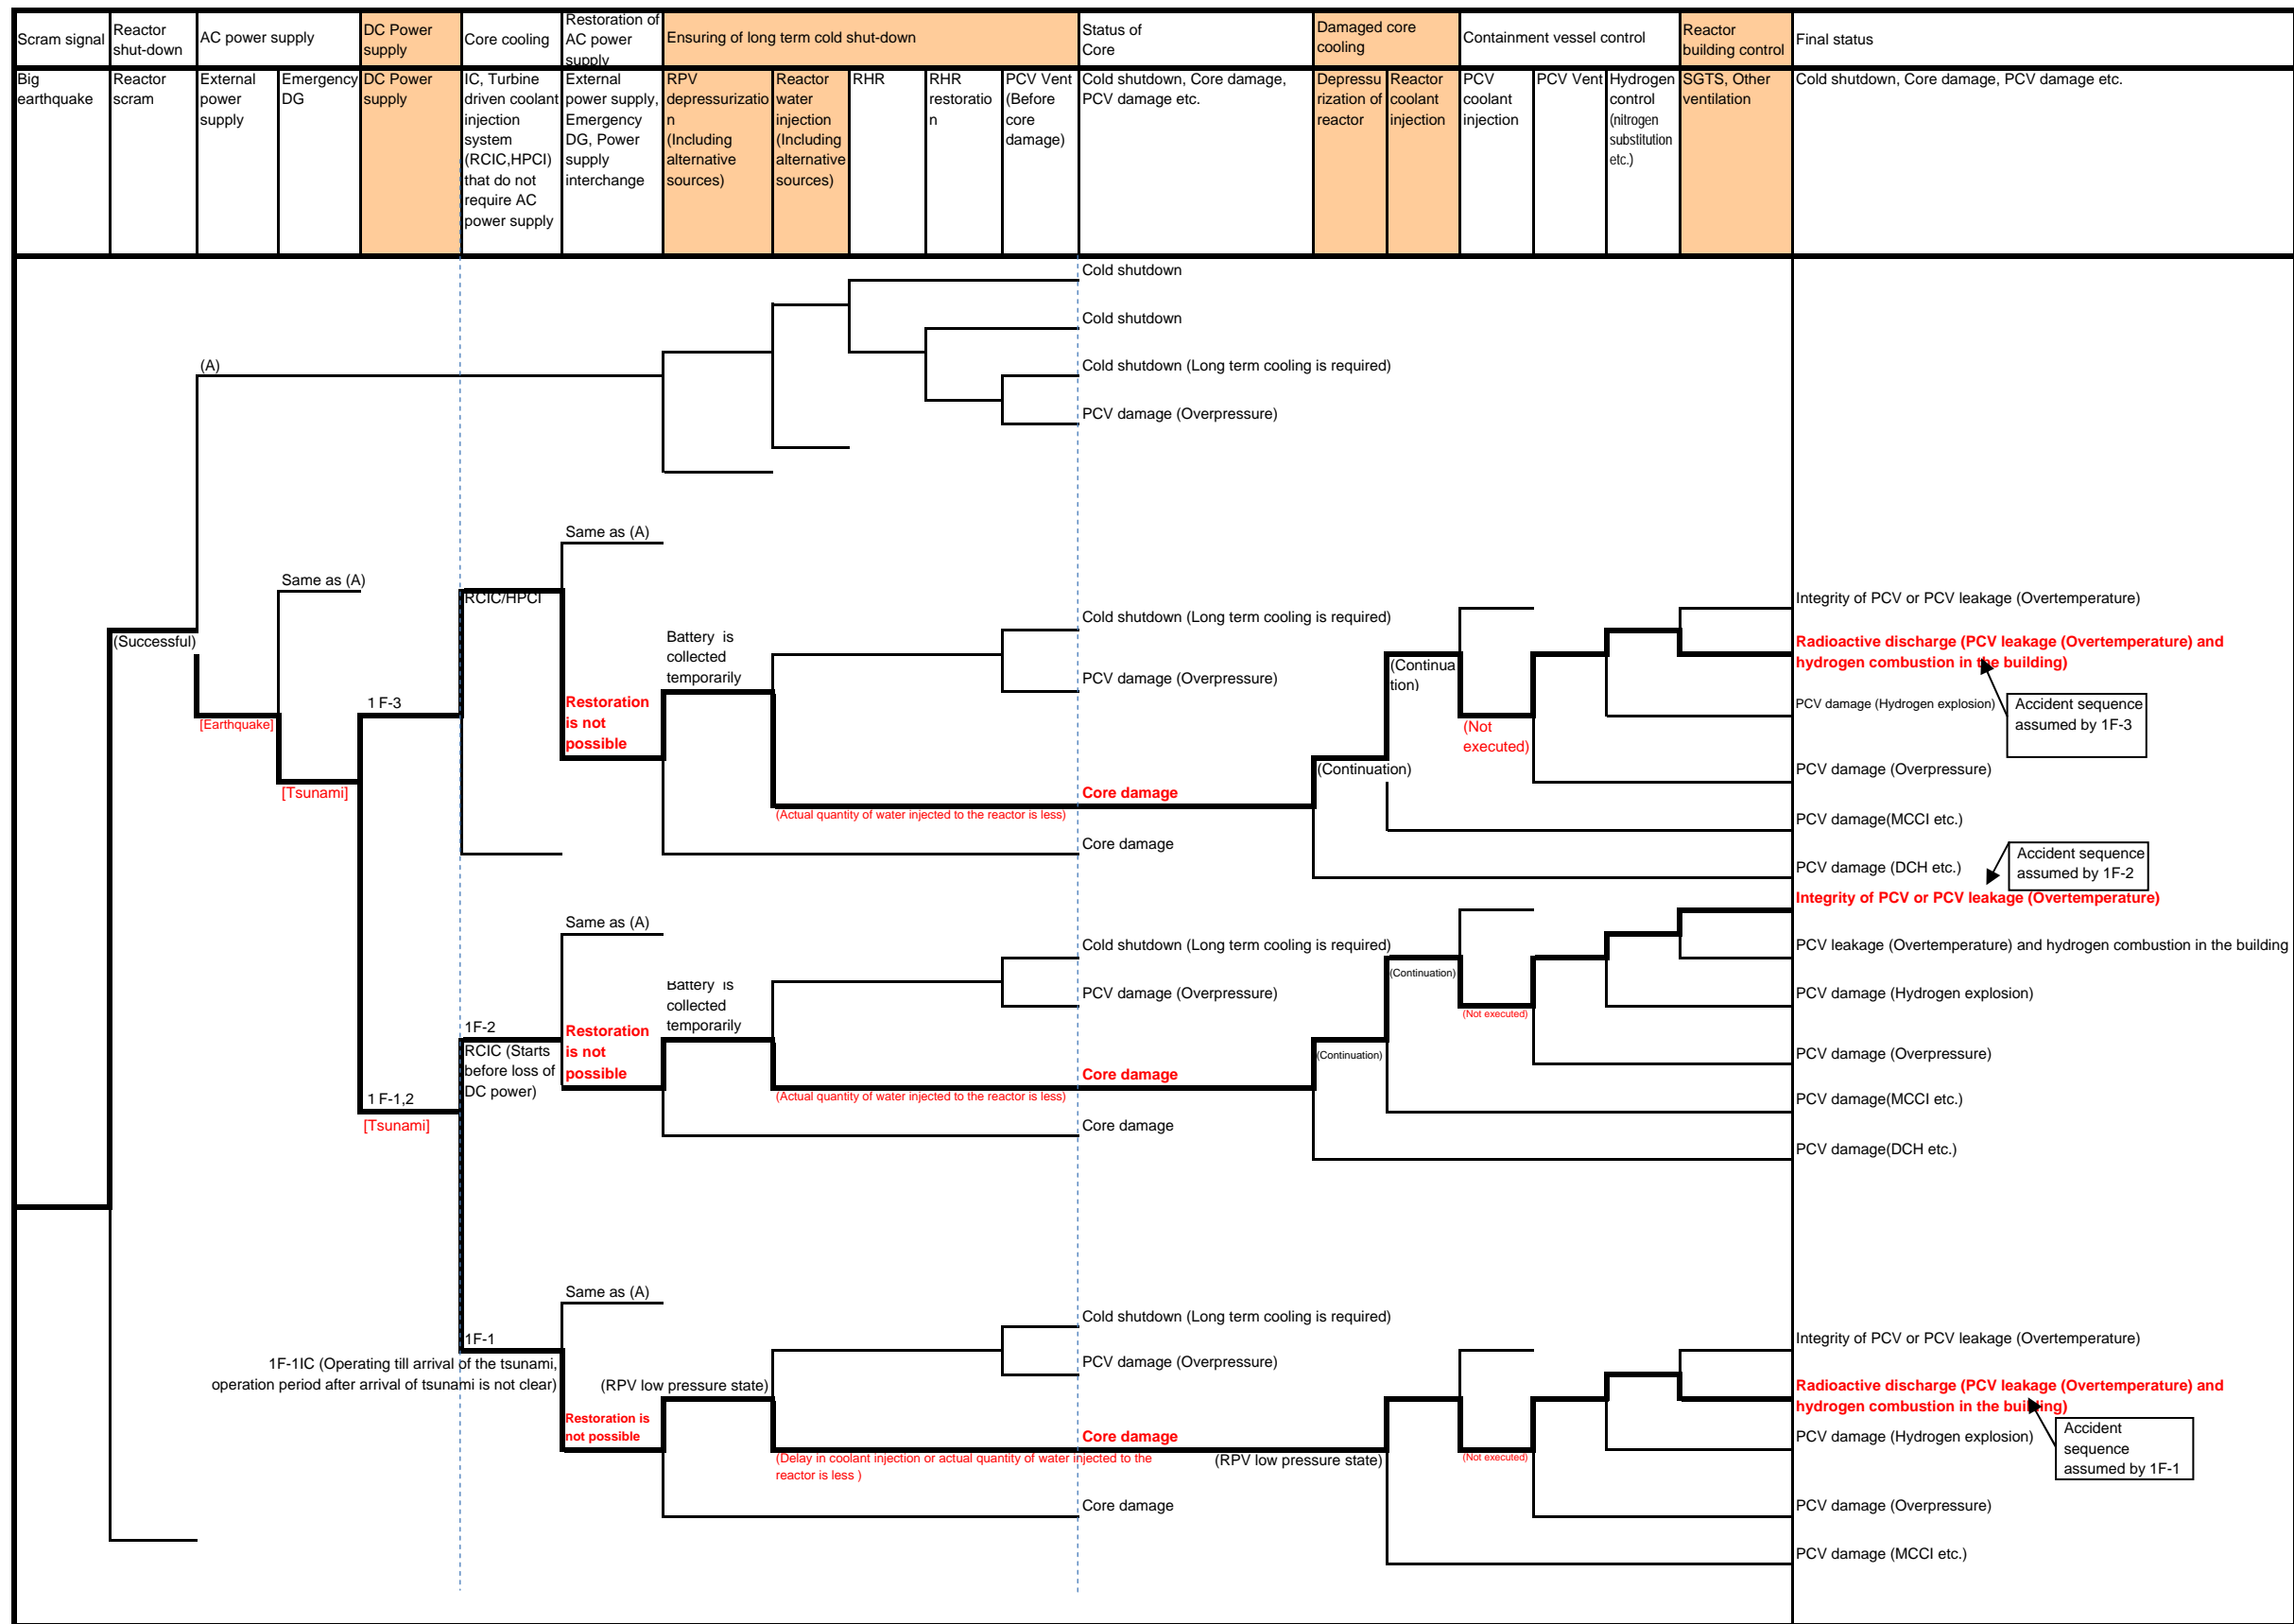 Scram signal
Reactor
shut-down
AC power supply
DC Power
supply
Core cooling
Restoration of
AC power
supply
Ensuring of long term cold shut-down
Status of
Core
Damaged core
cooling
Containment vessel control
Reactor
building control
Final status
Big
earthquake
Reactor
scram
External
power
supply
Emergency
DG
DC Power
supply
IC, Turbine
driven coolant
injection
system
(RCIC,HPCI)
that do not
require AC
power supply
External
power supply,
Emergency
DG, Power
supply
interchange
RPV
depressurizatio
n
(Including
alternative
sources)
Reactor
water
injection
(Including
alternative
sources)
RHR
RHR
restoratio
n
PCV Vent
(Before
core
damage)
Cold shutdown, Core damage,
PCV damage etc.
Depressu
rization of
reactor
Reactor
coolant
injection
PCV
coolant
injection
PCV Vent
Hydrogen
control
(nitrogen
substitution
etc.)
SGTS, Other
ventilation
Cold shutdown, Core damage, PCV damage etc.
Cold shutdown
Cold shutdown
(A)
Cold shutdown (Long term cooling is required)
PCV damage (Overpressure)
Same as (A)
Same as (A)
RCIC/HPCI
(Successful)
Battery is
collected
temporarily
Cold shutdown (Long term cooling is required)
PCV damage (Overpressure)
(Continua
tion)
Integrity of PCV or PCV leakage (Overtemperature)
Radioactive discharge (PCV leakage (Overtemperature) and
hydrogen combustion in the building)
1 F-3
[Earthquake]
Restoration
is not
possible
(Not
executed)
PCV damage (Hydrogen explosion)
Accident sequence
assumed by 1F-3
[Tsunami]
(Continuation)
PCV damage (Overpressure)
Core damage
(Actual quantity of water injected to the reactor is less)
PCV damage(MCCI etc.)
Core damage
PCV damage (DCH etc.)
Accident sequence
assumed by 1F-2
Integrity of PCV or PCV leakage (Overtemperature)
Same as (A)
Cold shutdown (Long term cooling is required)
PCV leakage (Overtemperature) and hydrogen combustion in the building
(Continuation)
Battery is
collected
temporarily
PCV damage (Overpressure)
PCV damage (Hydrogen explosion)
(Not executed)
1F-2
RCIC (Starts
before loss of
DC power)
Restoration
is not
possible
(Continuation)
PCV damage (Overpressure)
Core damage
(Actual quantity of water injected to the reactor is less)
1 F-1,2
[Tsunami]
PCV damage(MCCI etc.)
Core damage
PCV damage(DCH etc.)
Same as (A)
Cold shutdown (Long term cooling is required)
1F-1
Integrity of PCV or PCV leakage (Overtemperature)
1F-1IC (Operating till arrival of the tsunami,
operation period after arrival of tsunami is not clear)
PCV damage (Overpressure)
(RPV low pressure state)
Radioactive discharge (PCV leakage (Overtemperature) and
hydrogen combustion in the building)
Restoration is
not possible
Core damage
(Delay in coolant injection or actual quantity of water injected to the
reactor is less )
(RPV low pressure state)
(Not executed)
PCV damage (Hydrogen explosion)
Accident
sequence
assumed by 1F-1
Core damage
PCV damage (Overpressure)
PCV damage (MCCI etc.)